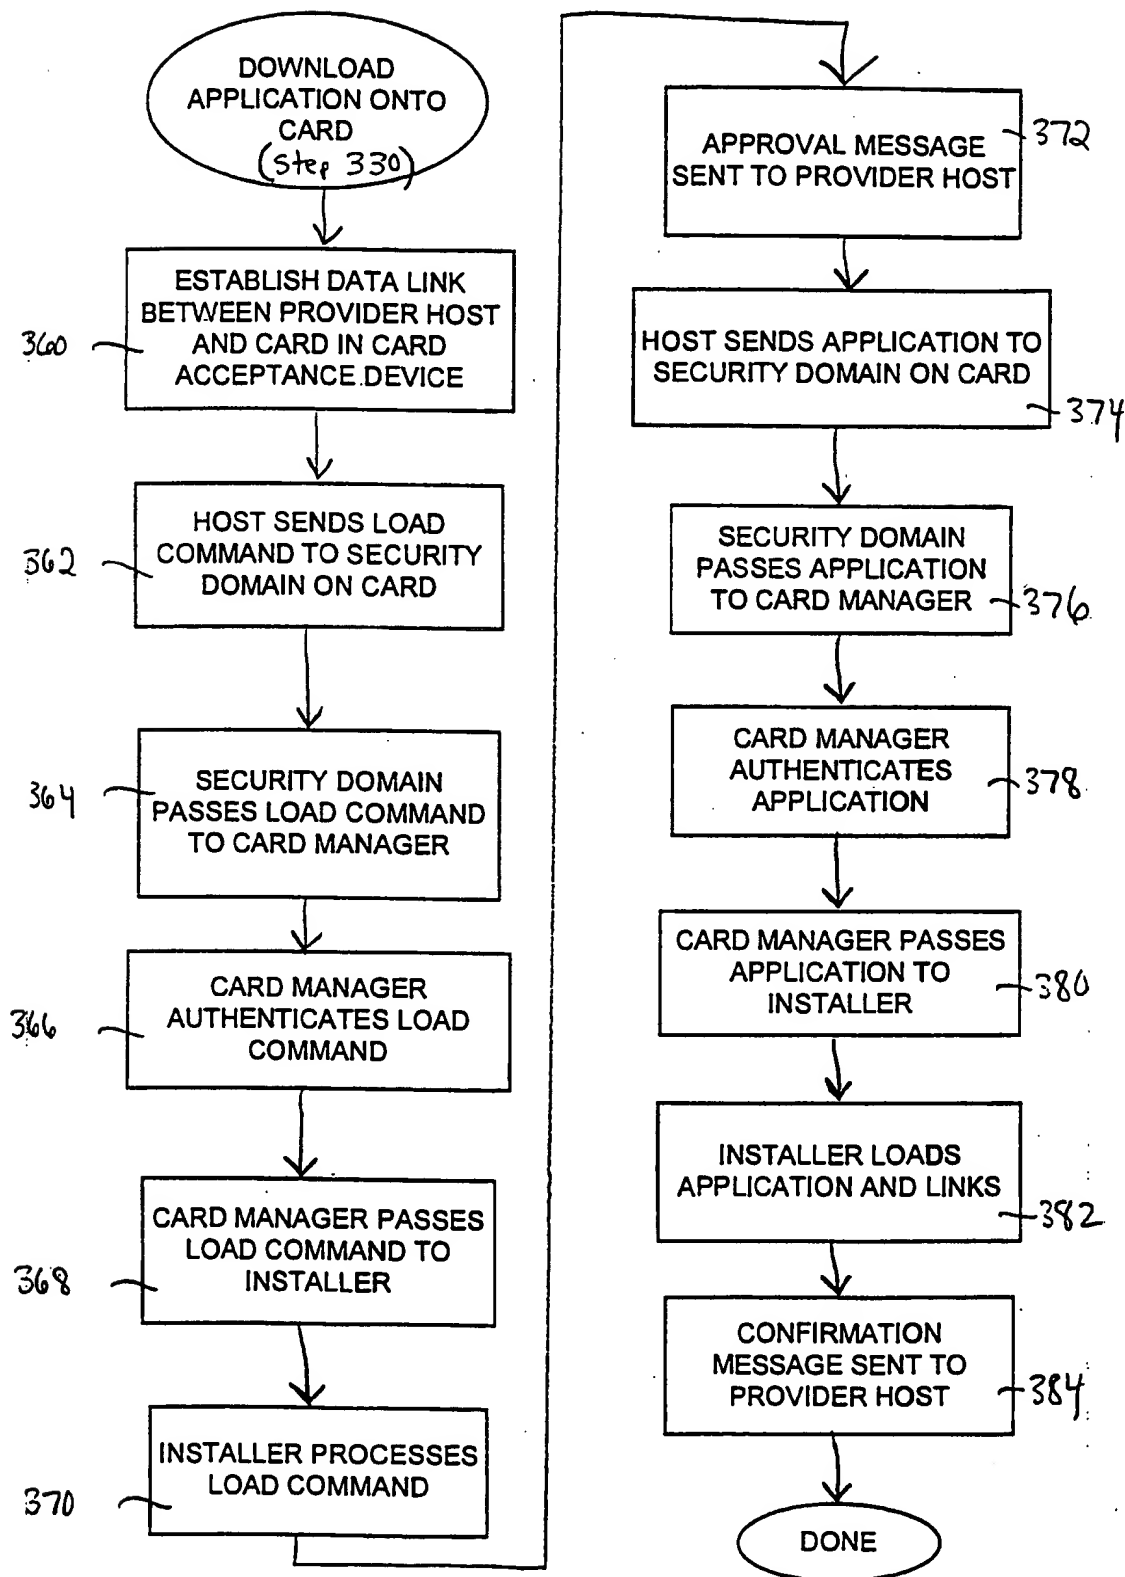 DOWNLOAD
APPLICATION ONTO
CARD
(Step 330)
ESTABLISH DATA LINK
BETWEEN PROVIDER HOST
AND CARD IN CARD
ACCEPTANCE DEVICE
360
HOST SENDS LOAD
COMMAND TO SECURITY
DOMAIN ON CARD
362
SECURITY DOMAIN
PASSES LOAD COMMAND
TO CARD MANAGER
364
CARD MANAGER
AUTHENTICATES LOAD
COMMAND
366
CARD MANAGER PASSES
LOAD COMMAND TO
INSTALLER
368
INSTALLER PROCESSES
LOAD COMMAND
370
APPROVAL MESSAGE
SENT TO PROVIDER HOST
372
HOST SENDS APPLICATION TO
SECURITY DOMAIN ON CARD
374
SECURITY DOMAIN
PASSES APPLICATION
TO CARD MANAGER
376
CARD MANAGER
AUTHENTICATES
APPLICATION
378
CARD MANAGER PASSES
APPLICATION TO
INSTALLER
380
INSTALLER LOADS
APPLICATION AND LINKS
382
CONFIRMATION
MESSAGE SENT TO
PROVIDER HOST
384
DONE